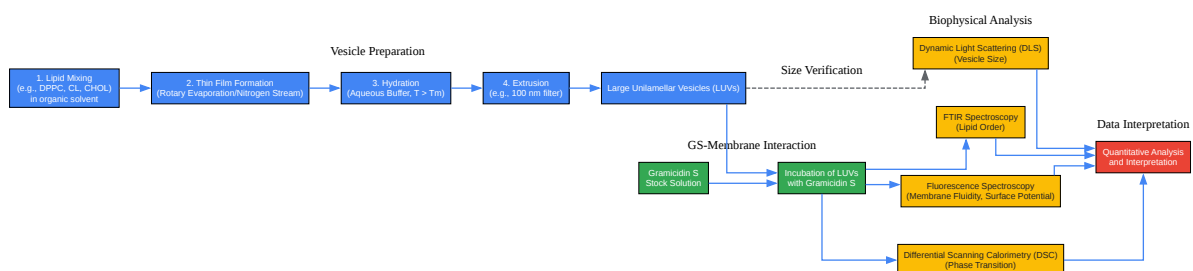 Biophysical Analysis
Vesicle Preparation
Dynamic Light Scattering (DLS)
(Vesicle Size)
Size Verification
1. Lipid Mixing
(e.g., DPPC, CL, CHOL)
in organic solvent
2. Thin Film Formation
(Rotary Evaporation/Nitrogen Stream)
3. Hydration
(Aqueous Buffer, T > Tm)
4. Extrusion
(e.g., 100 nm filter)
Large Unilamellar Vesicles (LUVs)
FTIR Spectroscopy
(Lipid Order)
Data Interpretation
GS-Membrane Interaction
Quantitative Analysis
and Interpretation
Gramicidin S
Stock Solution
Incubation of LUVs
with Gramicidin S
Fluorescence Spectroscopy
(Membrane Fluidity, Surface Potential)
Differential Scanning Calorimetry (DSC)
(Phase Transition)